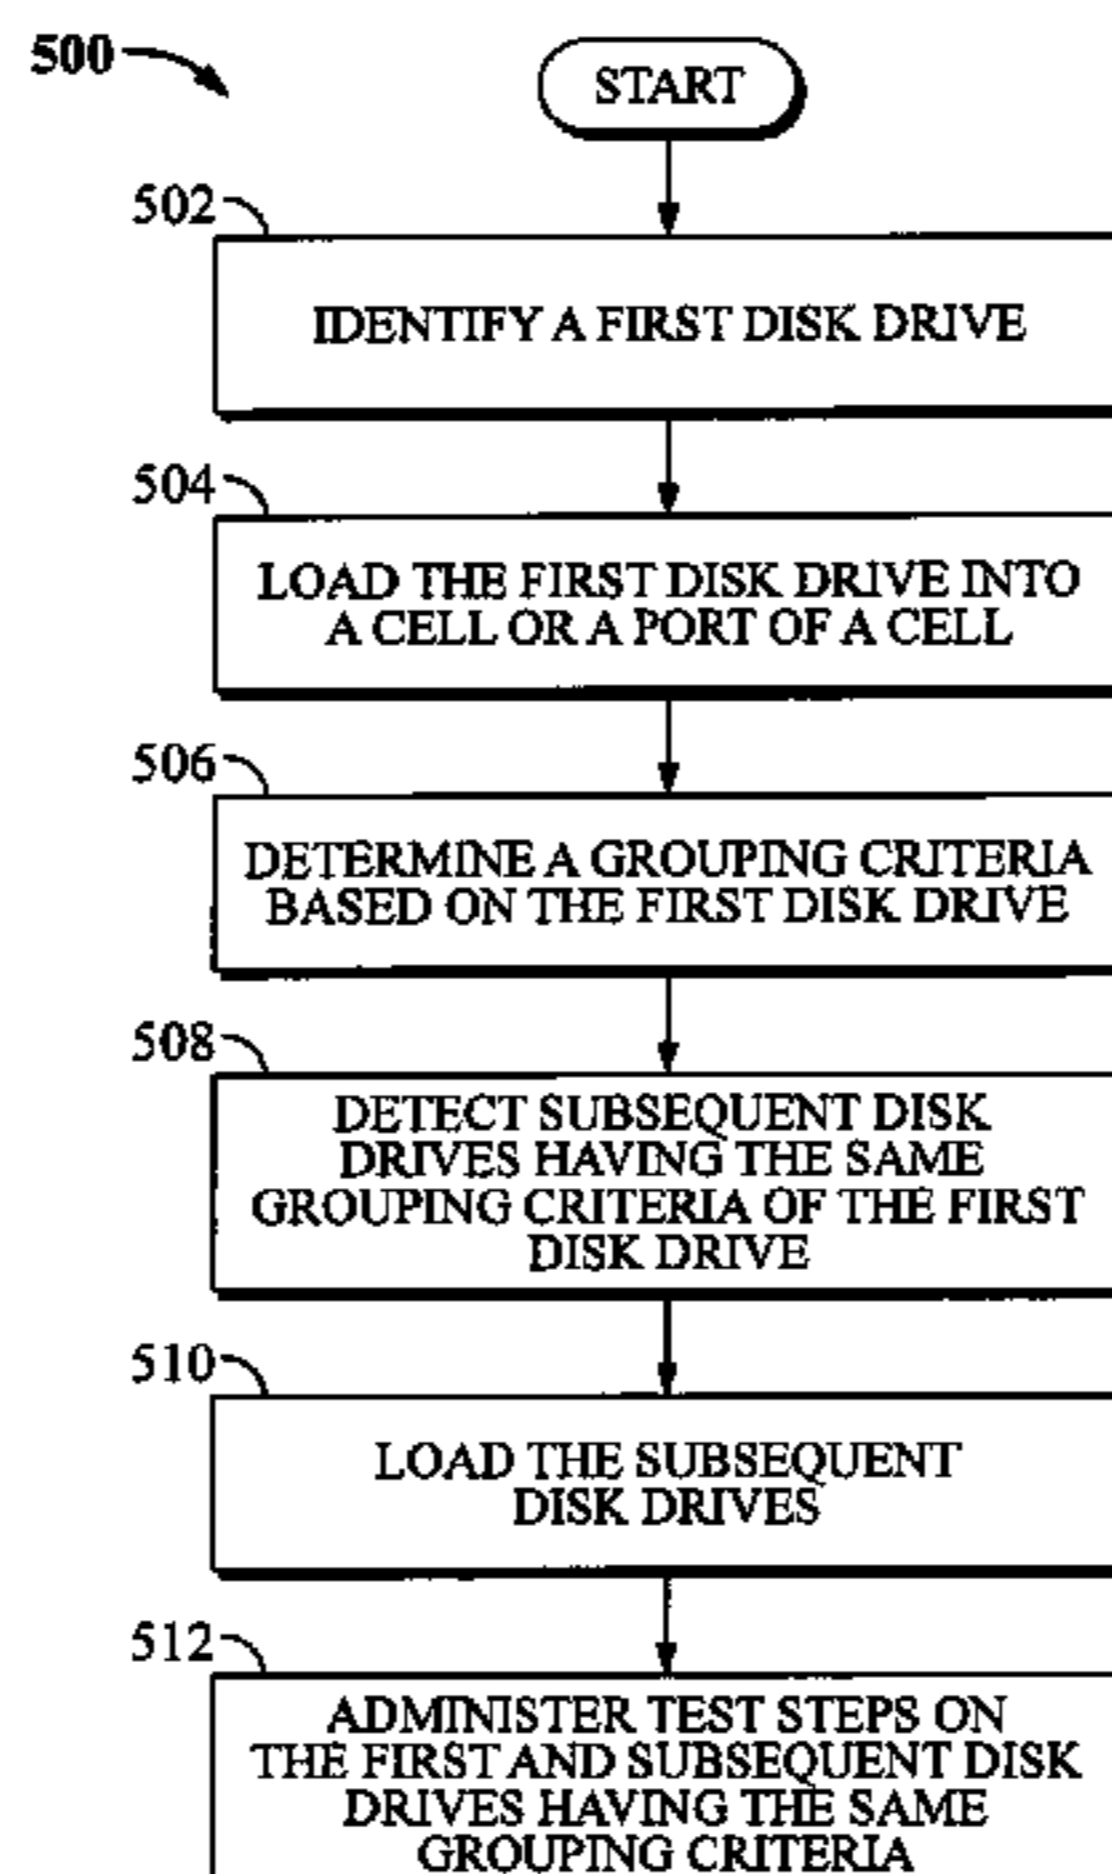 500
START
502
IDENTIFY A FIRST DISK DRIVE
504
LOAD THE FIRST DISK DRIVE INTO
A CELL OR A PORT OF A CELL
506
DETERMINE A GROUPING CRITERIA
BASED ON THE FIRST DISK DRIVE
508
DETECT SUBSEQUENT DISK
DRIVES HAVING THE SAME
GROUPING CRITERIA OF THE FIRST
DISK DRIVE
510
LOAD THE SUBSEQUENT
DISK DRIVES
512
ADMINISTER TEST STEPS ON
THE FIRST AND SUBSEQUENT DISK
DRIVES HAVING THE SAME
GROUPING CRITERIA